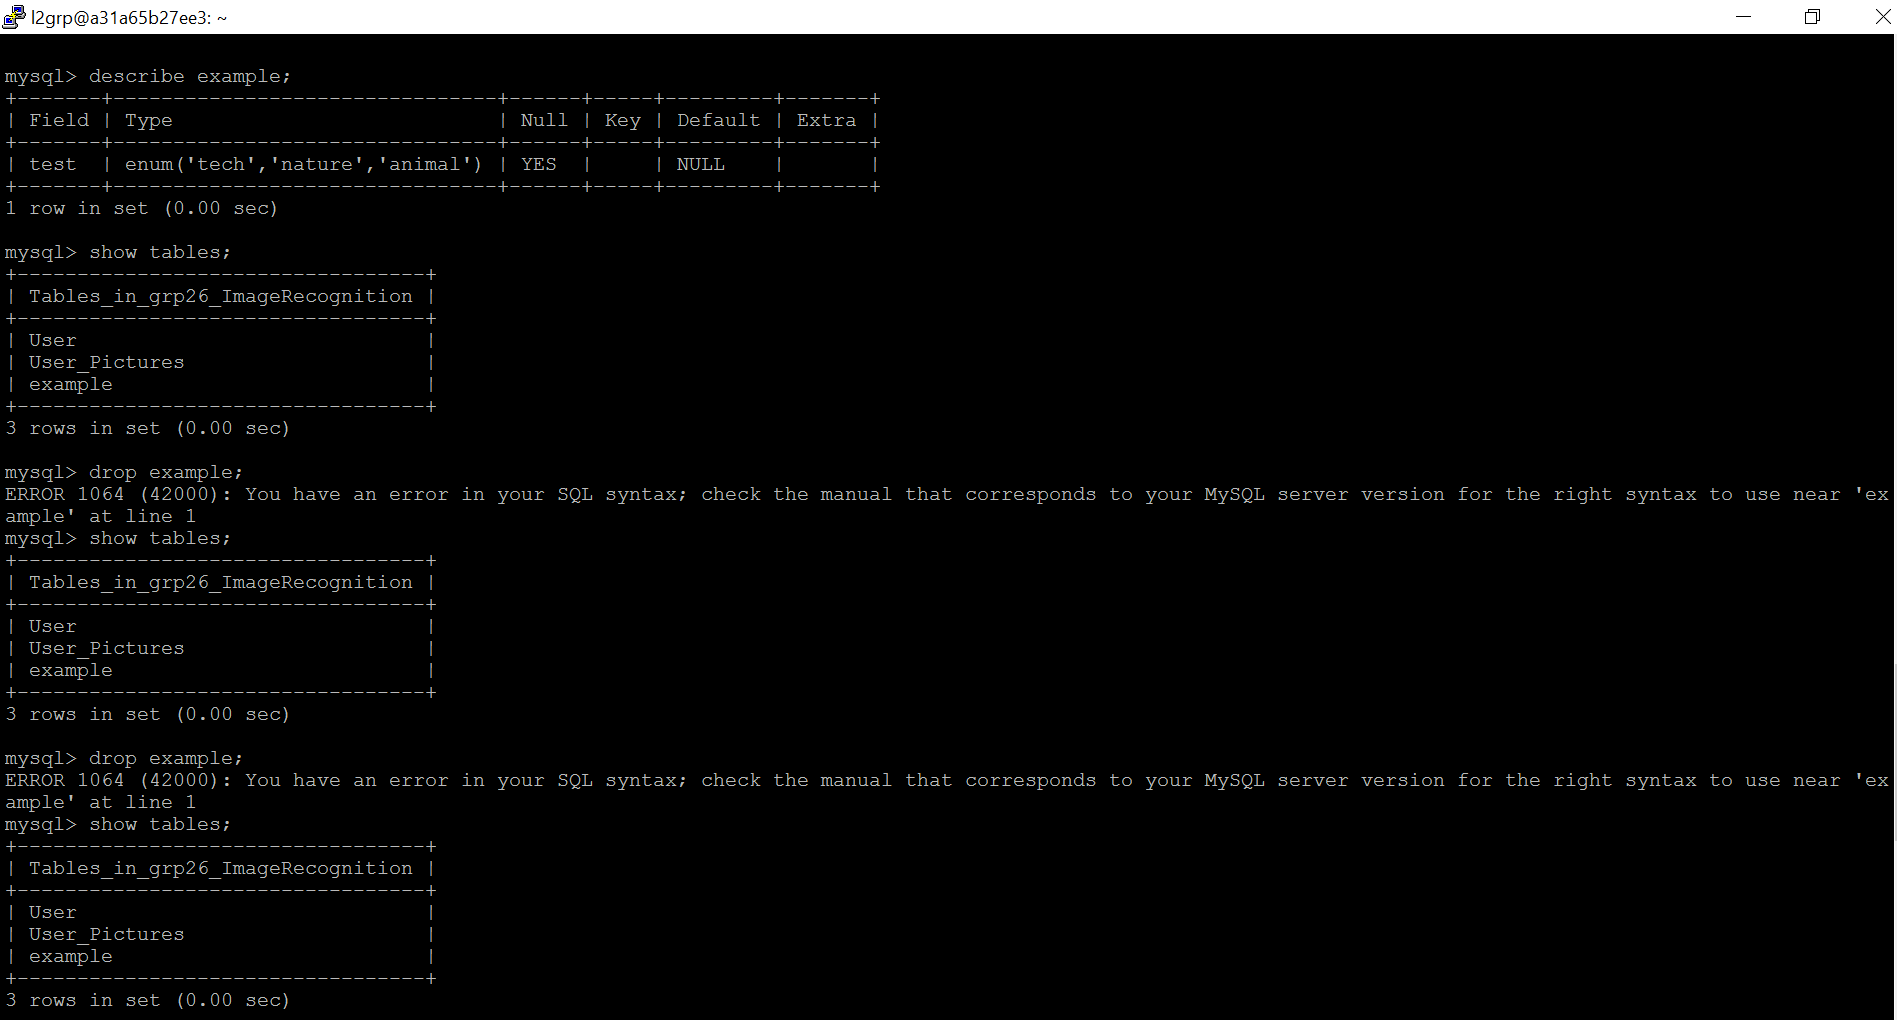 l2grp@a31a65b27ee3: ~
mysql> describe example;
+-------+--------------------------------+------+-----+---------+-------+
| Field | Type                           | Null | Key | Default | Extra |
+-------+--------------------------------+------+-----+---------+-------+
| test  | enum('tech','nature','animal') | YES  |     | NULL    |       |
+-------+--------------------------------+------+-----+---------+-------+
1 row in set (0.00 sec)
mysql> show tables;
+----------------------------------+
| Tables_in_grp26_ImageRecognition |
+----------------------------------+
| User                             |
| User_Pictures                    |
| example                          |
+----------------------------------+
3 rows in set (0.00 sec)
mysql> drop example;
ERROR 1064 (42000): You have an error in your SQL syntax; check the manual that corresponds to your MySQL server version for the right syntax to use near 'ex
ample' at line 1
mysql> show tables;
+----------------------------------+
| Tables_in_grp26_ImageRecognition |
+----------------------------------+
| User                             |
| User_Pictures                    |
| example                          |
+----------------------------------+
3 rows in set (0.00 sec)
mysql> drop example;
ERROR 1064 (42000): You have an error in your SQL syntax; check the manual that corresponds to your MySQL server version for the right syntax to use near 'ex
ample' at line 1
mysql> show tables;
+----------------------------------+
| Tables_in_grp26_ImageRecognition |
+----------------------------------+
| User                             |
| User_Pictures                    |
| example                          |
+----------------------------------+
3 rows in set (0.00 sec)